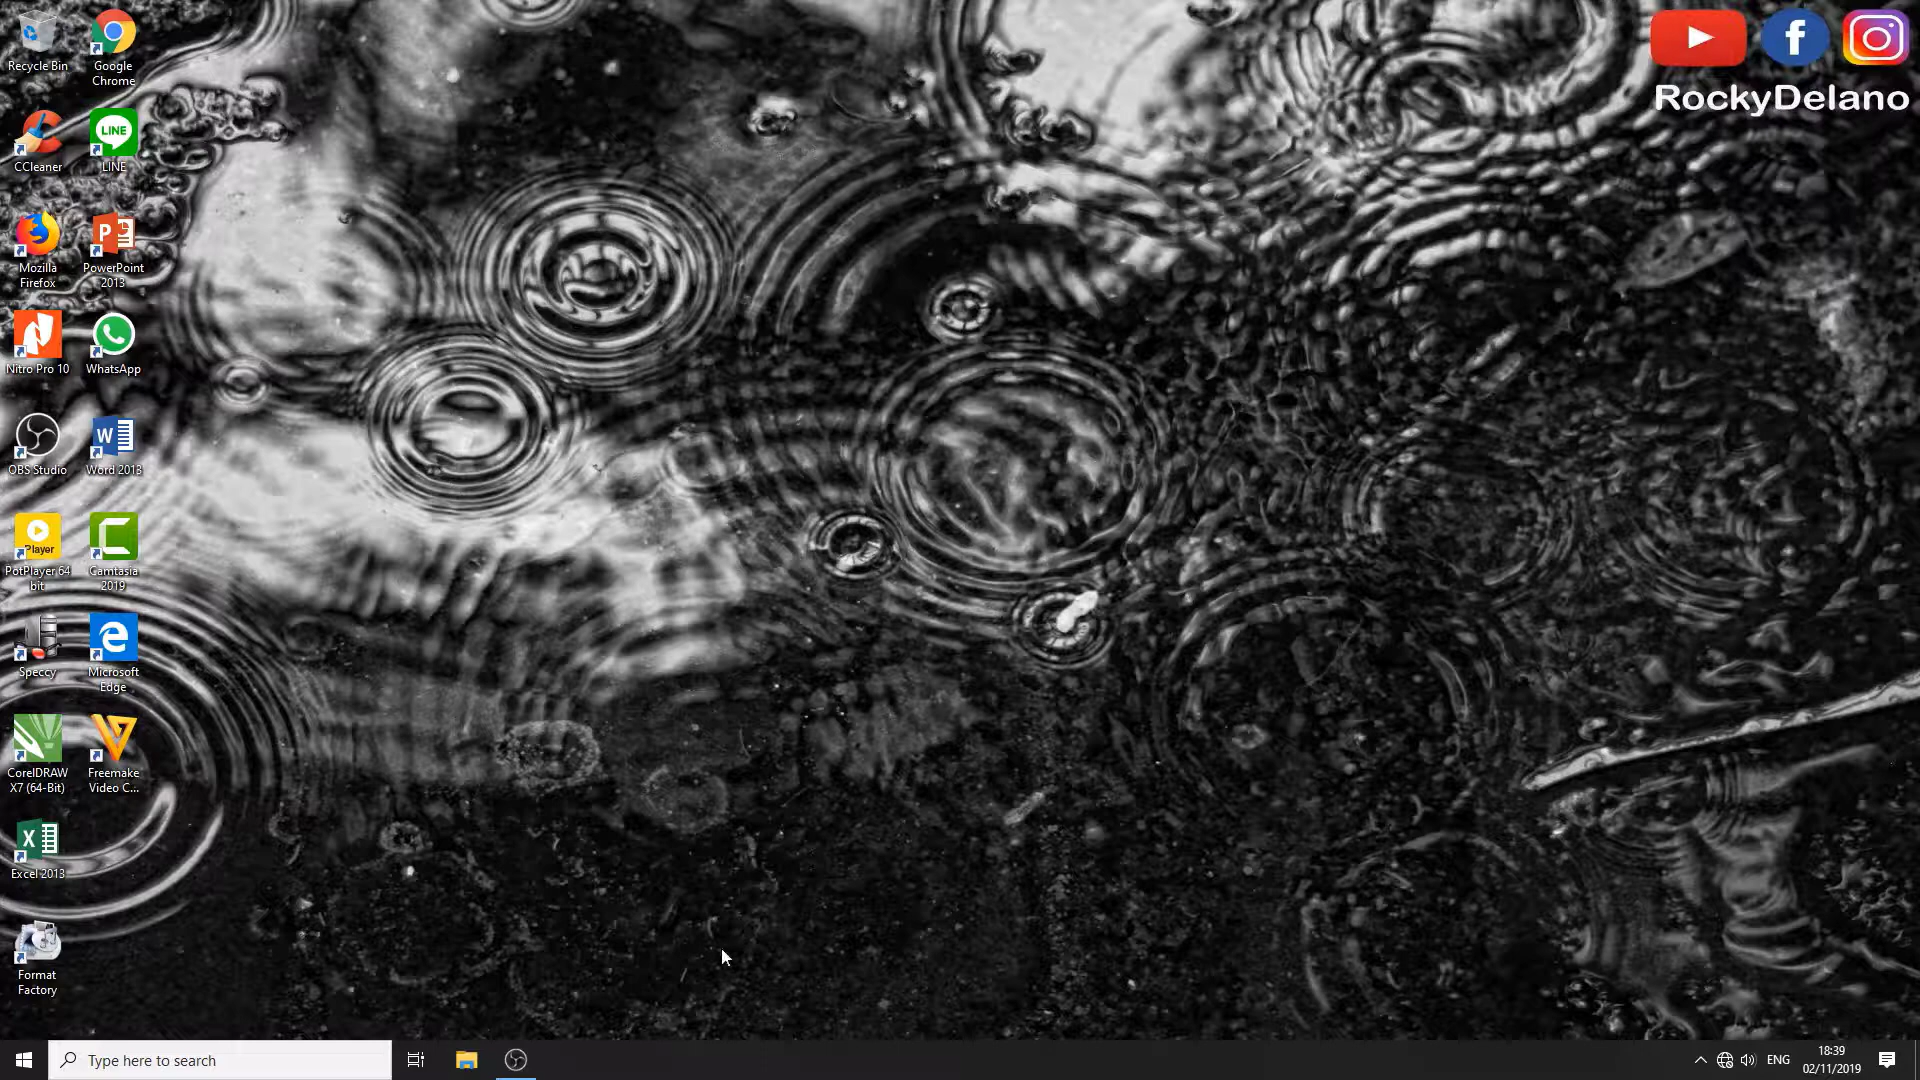 Recycle Bin
Google
Chrome
RockyDelano
CCleaner
LINE
LINE
Mozilla
Firefox
PowerPoint
2013
Nitro Pro 10
WhatsApp
OBS Studio
Word 2013
Player
PotPlayer 64
bit
Camtasia
2019
Speccy
Microsoft
Edge
CorelDRAW
X7 (64-Bit)
Freemake
Video C...
Excel 2013
Format
Factory
Type here to search
ENG
18:39
02/11/2019